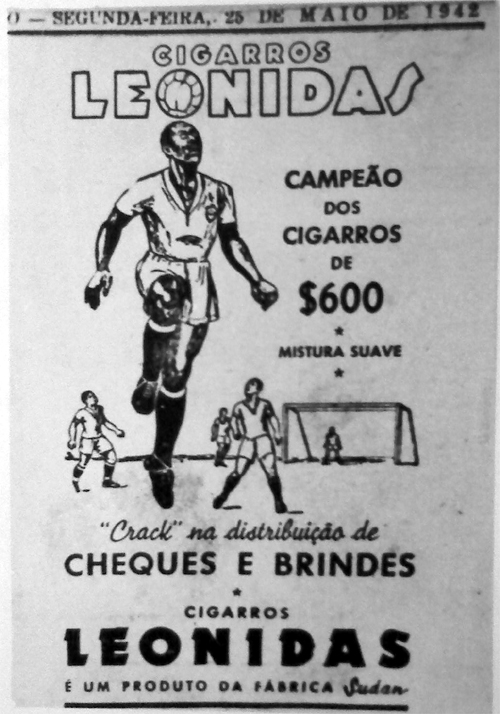 O — SEGUNDA-FEIRA, 25 DE MAIO DE 1942
CIGARROS
LEONIDAS
CAMPEÃO
DOS
CIGARROS
DE
$600
*
MISTURA SUAVE
*
"Crack" na distribuição de
CHEQUES E BRINDES
*
CIGARROS
LEONIDAS
É UM PRODUTO DA FÁBRICA Sudan